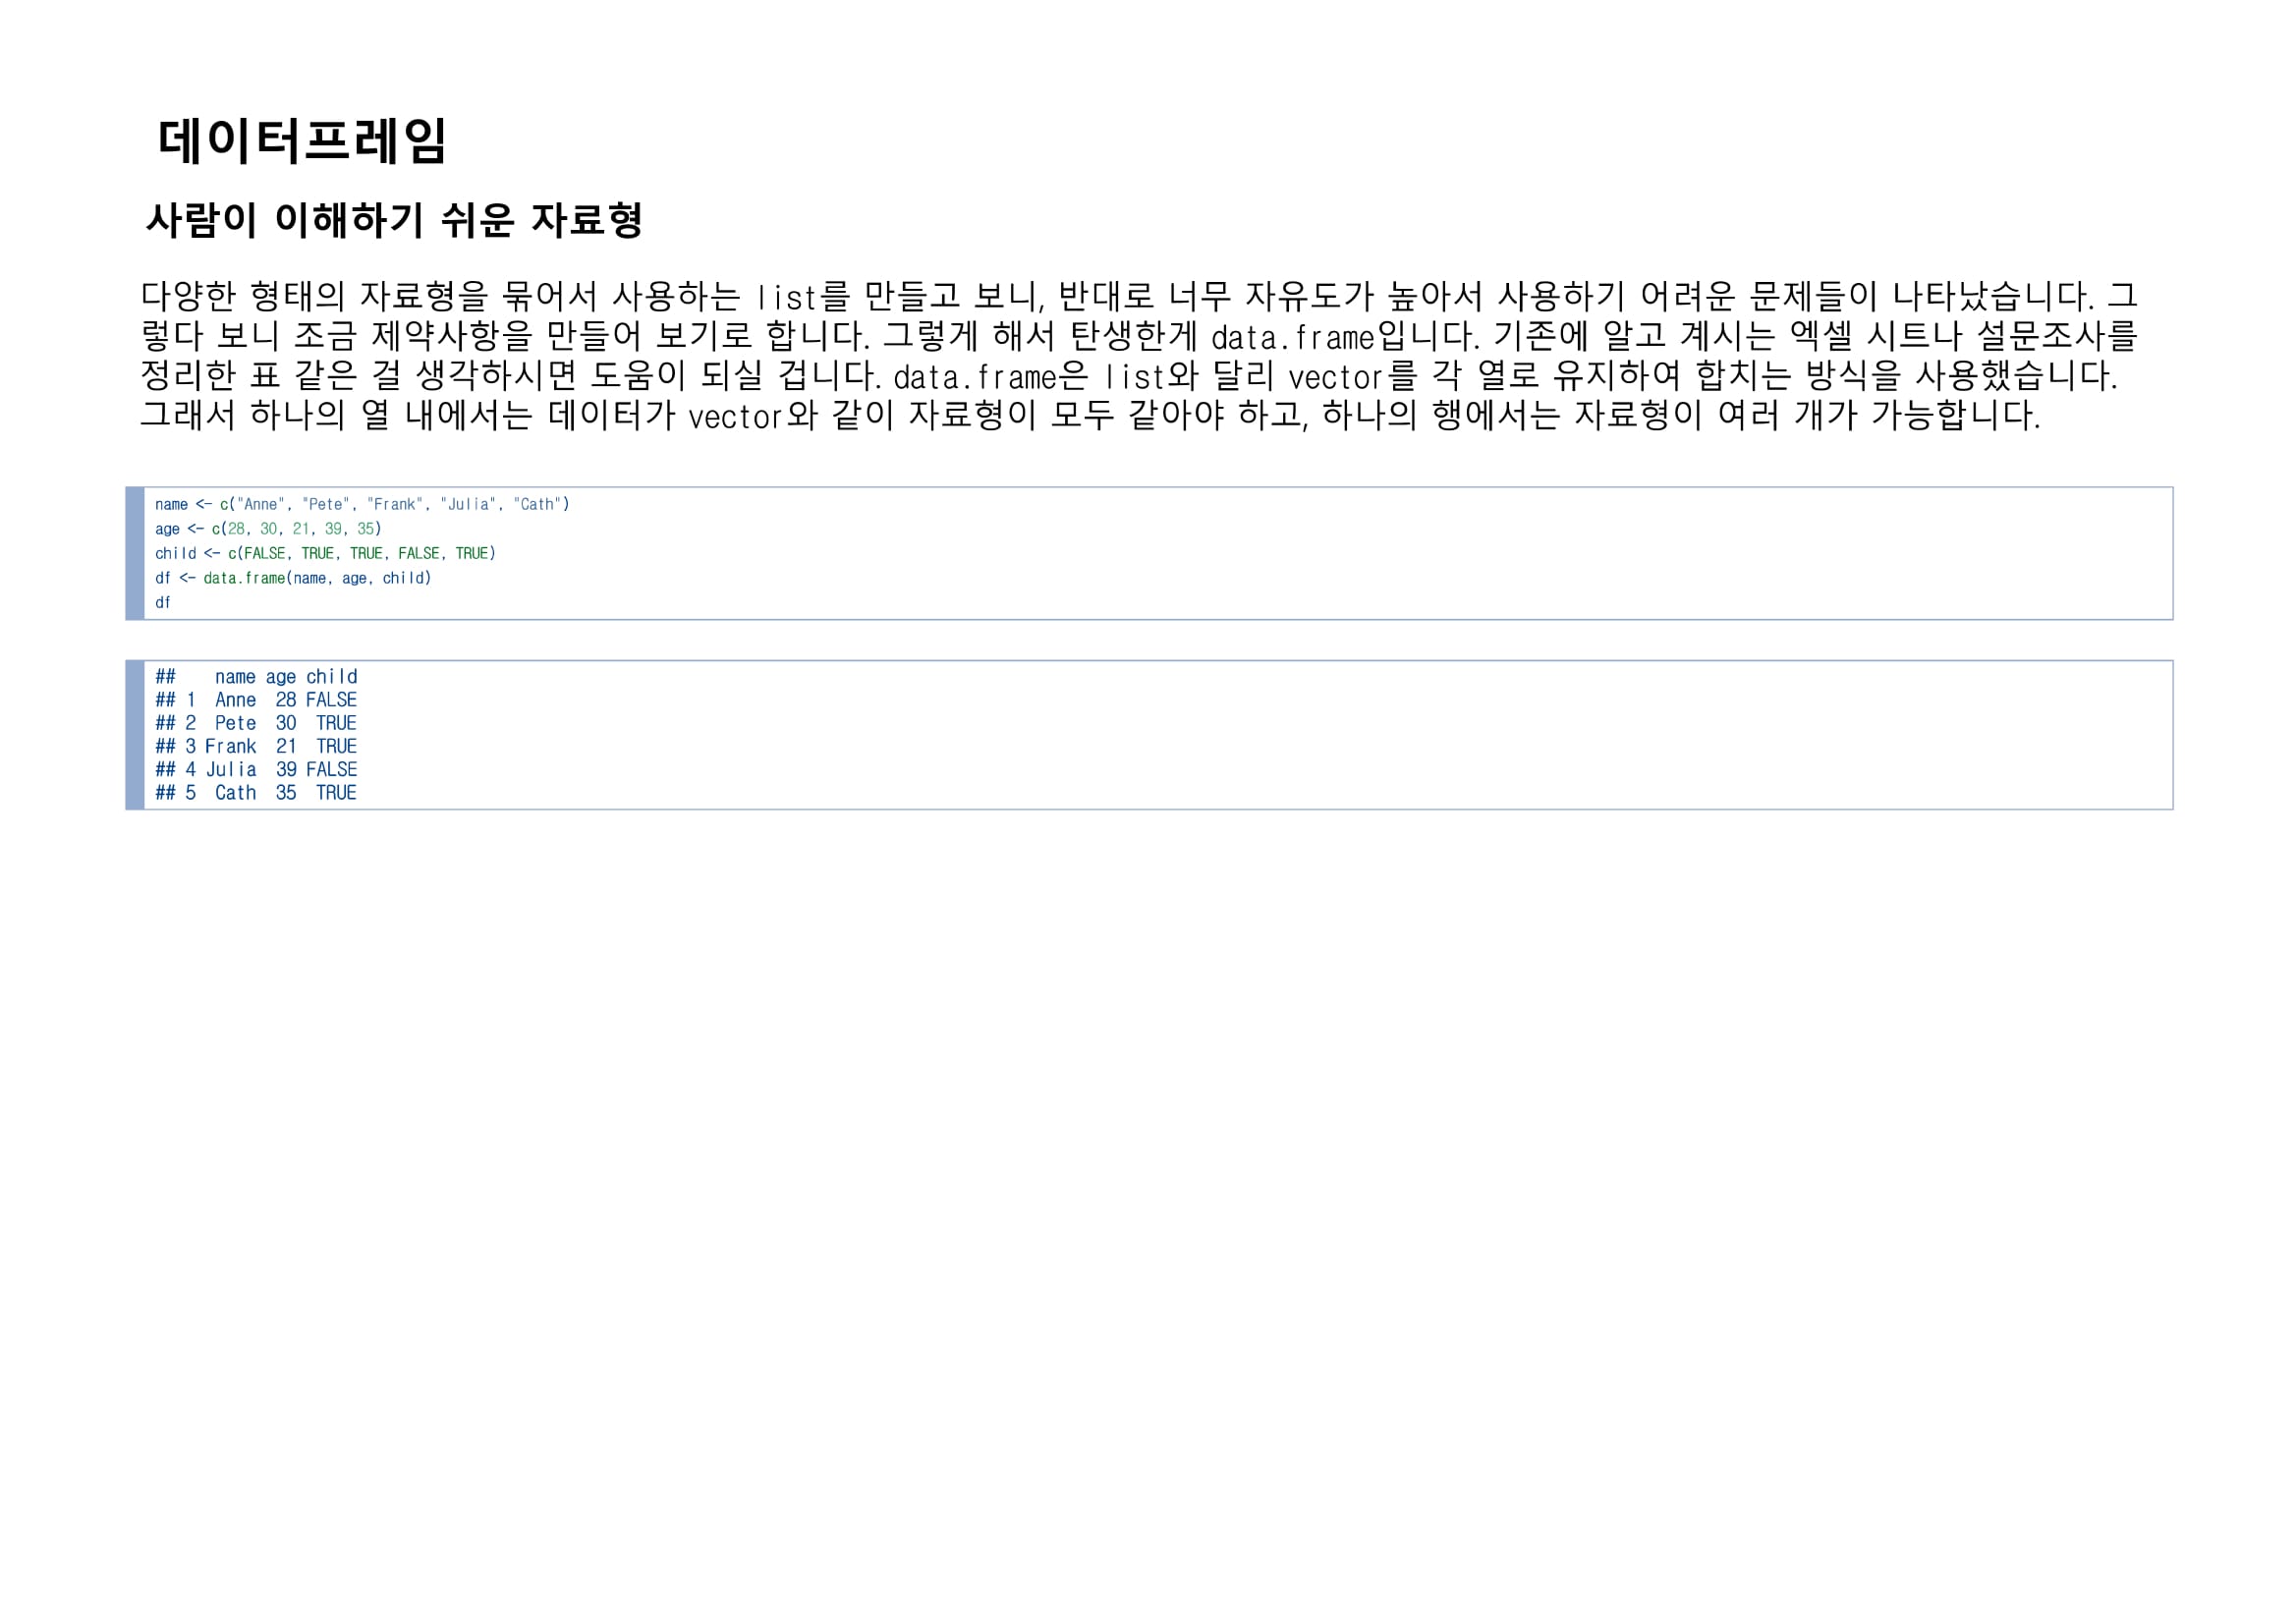 데이터프레임
사람이 이해하기 쉬운 자료형
다양한 형태의 자료형을 묶어서 사용하는 list를 만들고 보니, 반대로 너무 자유도가 높아서 사용하기 어려운 문제들이 나타났습니다. 그
렇다 보니 조금 제약사항을 만들어 보기로 합니다. 그렇게 해서 탄생한게 data.frame입니다. 기존에 알고 계시는 엑셀 시트나 설문조사를
정리한 표 같은 걸 생각하시면 도움이 되실 겁니다. data.frame은 list와 달리 vector를 각 열로 유지하여 합치는 방식을 사용했습니다.
그래서 하나의 열 내에서는 데이터가 vector와 같이 자료형이 모두 같아야 하고, 하나의 행에서는 자료형이 여러 개가 가능합니다.
name <- c("Anne", "Pete", "Frank", "Julia", "Cath")
age <- c(28, 30, 21, 39, 35)
child <- c(FALSE, TRUE, TRUE, FALSE, TRUE)
df <- data.frame(name, age, child)
df
##    name age child
## 1  Anne  28 FALSE
## 2  Pete  30  TRUE
## 3 Frank  21  TRUE
## 4 Julia  39 FALSE
## 5  Cath  35  TRUE